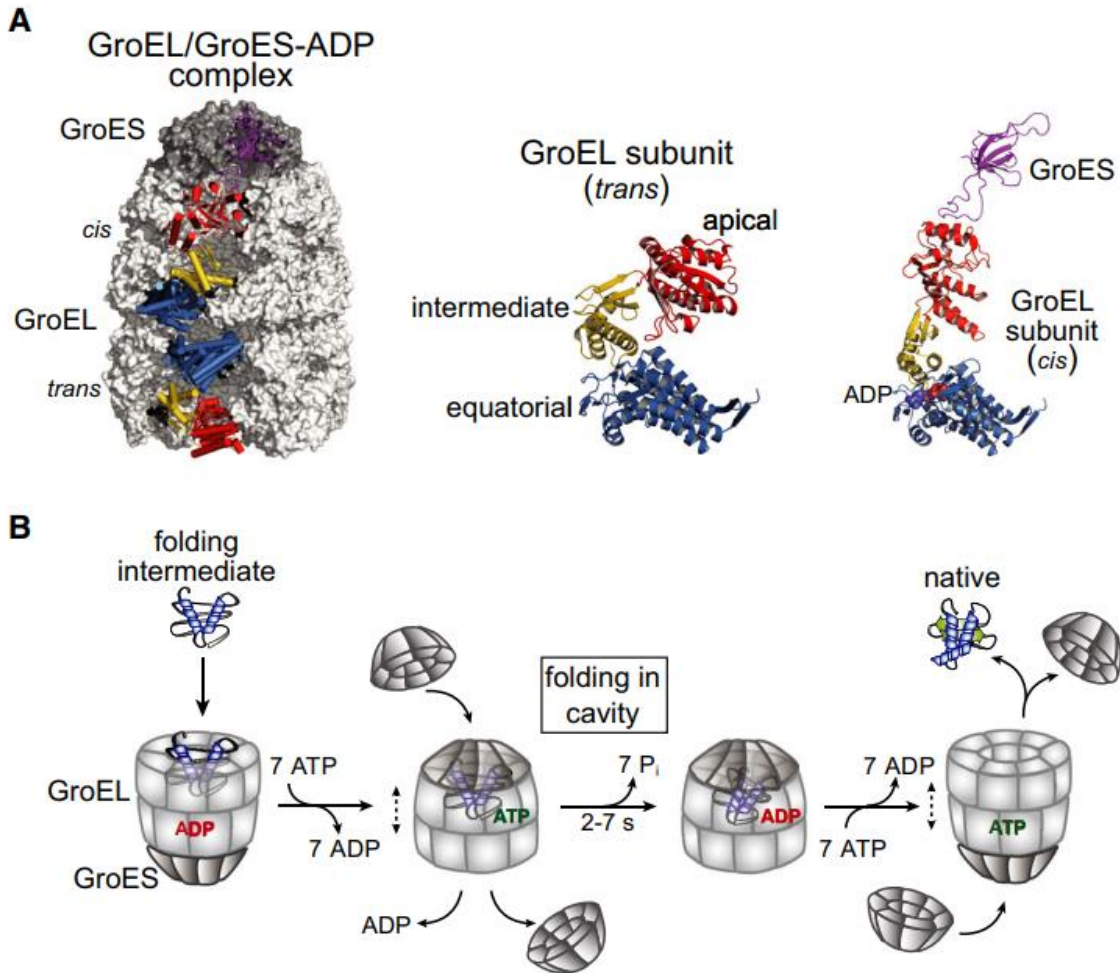 A
GroEL/GroES-ADP
complex
GroES
cis
GroEL
trans
GroEL subunit
(trans)
apical
intermediate
equatorial
GroES
GroEL
subunit
(cis)
ADP
B
folding
intermediate
native
folding in
cavity
7 ATP
7 Pi
7 ADP
GroEL
ADP
ATP
ADP
ATP
7 ADP
2-7 s
7 ATP
GroES
ADP